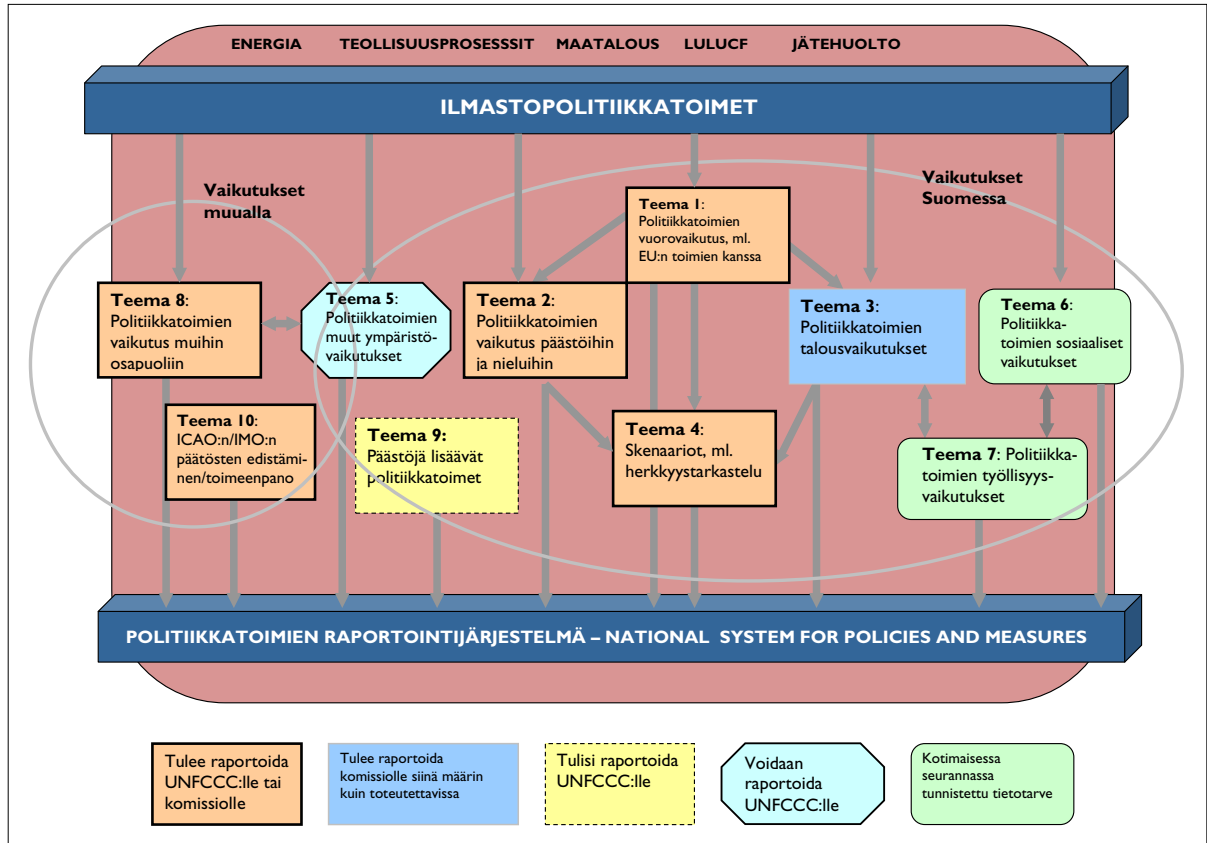 ENERGIA TEOLLISUUSPROSESSSIT MAATALOUS LULUCF JÄTEHUOLTO
ILMASTOPOLITIIKKATOIMET
Vaikutukset
muualla
Vaikutukset
Suomessa
Teema 1:
Politiikkatoimien
vuorovaikutus, ml.
EU:n toimien kanssa
Teema 8:
Politiikkatoimien
vaikutus muihin
osapuoliin
Teema 5:
Politiikkatoimien
muut ympäristö-
vaikutukset
Teema 2:
Politiikkatoimien
vaikutus päästöihin
ja nieluihin
Teema 3:
Politiikkatoimien
talousvaikutukset
Teema 6:
Politiikka-
toimien sosiaaliset
vaikutukset
Teema 10:
ICAO:n/IMO:n
päätösten edistämi-
nen/toimeenpano
Teema 9:
Päästöjä lisäävät
politiikkatoimet
Teema 4:
Skenaariot, ml.
herkkyystarkastelu
Teema 7: Politiikka-
toimien työllisyys-
vaikutukset
POLITIIKKATOIMIEN RAPORTOINTIJÄRJESTELMÄ – NATIONAL SYSTEM FOR POLICIES AND MEASURES
Tulee raportoida
UNFCCC:lle tai
komissiolle
Tulee raportoida
komissiolle siinä määrin
kuin toteutettavissa
Tulisi raportoida
UNFCCC:lle
Voidaan
raportoida
UNFCCC:lle
Kotimaisessa
seurannassa
tunnistettu tietotarve